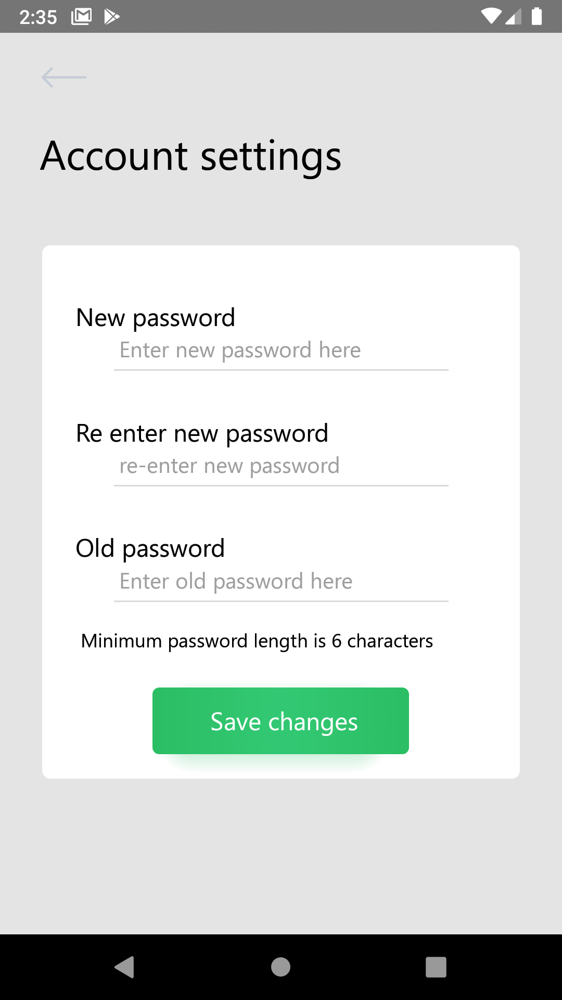 2:35
Account settings
New password
Enter new password here
Re enter new password
re-enter new password
Old password
Enter old password here
Minimum password length is 6 characters
Save changes